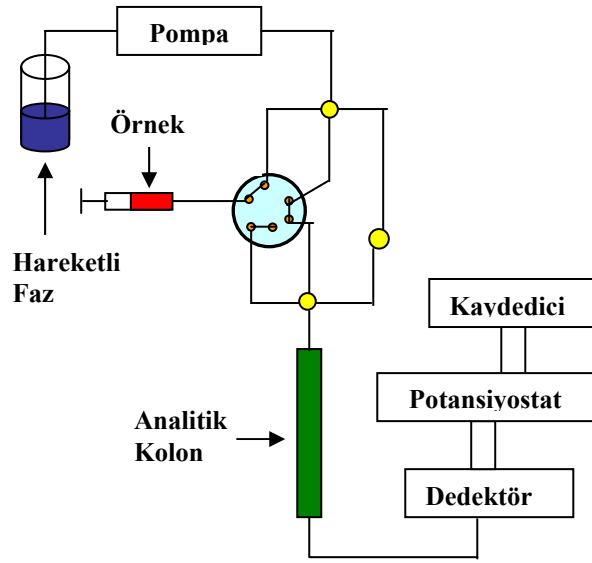 Pompa
Örnek
Hareketli
Faz
Kaydedici
Potansiyostat
Analitik
Kolon
Dedektör